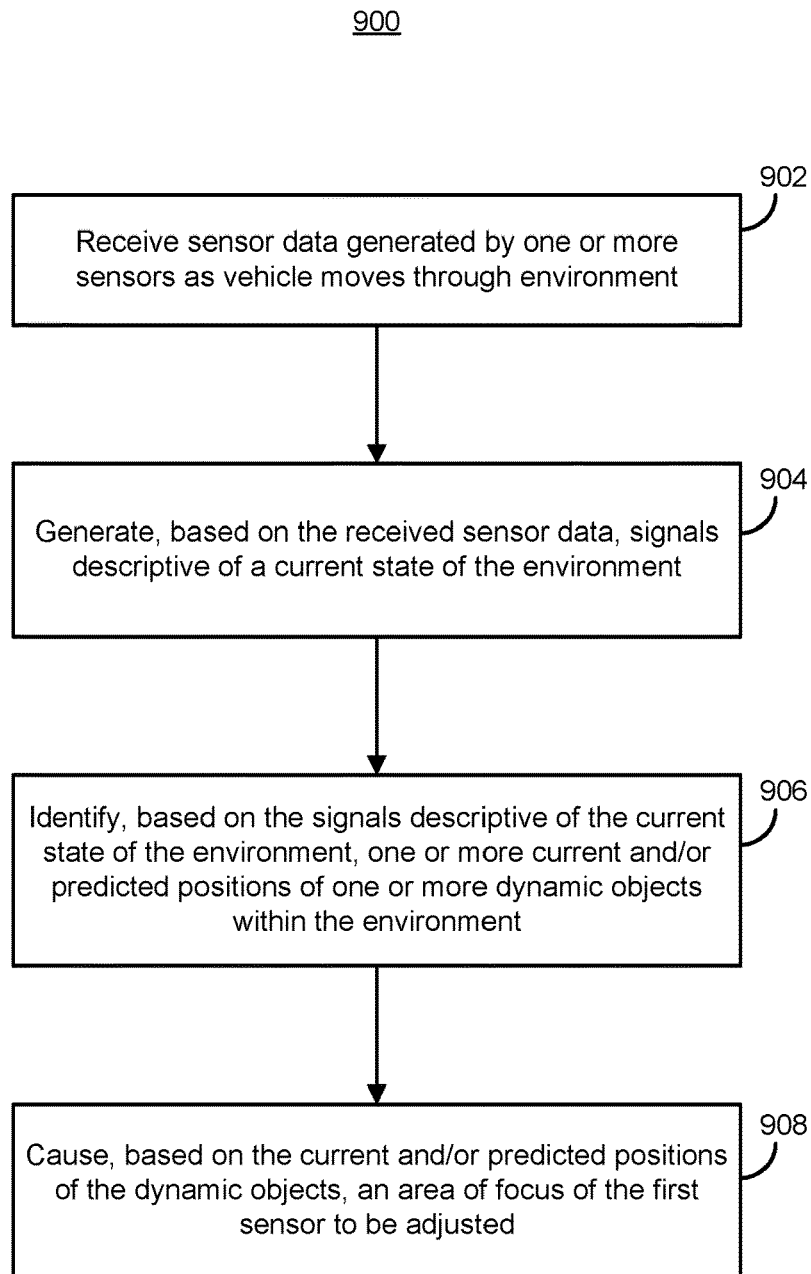 900
902
Receive sensor data generated by one or more
sensors as vehicle moves through environment
904
Generate, based on the received sensor data, signals
descriptive of a current state of the environment
906
Identify, based on the signals descriptive of the current
state of the environment, one or more current and/or
predicted positions of one or more dynamic objects
within the environment
908
Cause, based on the current and/or predicted positions
of the dynamic objects, an area of focus of the first
sensor to be adjusted